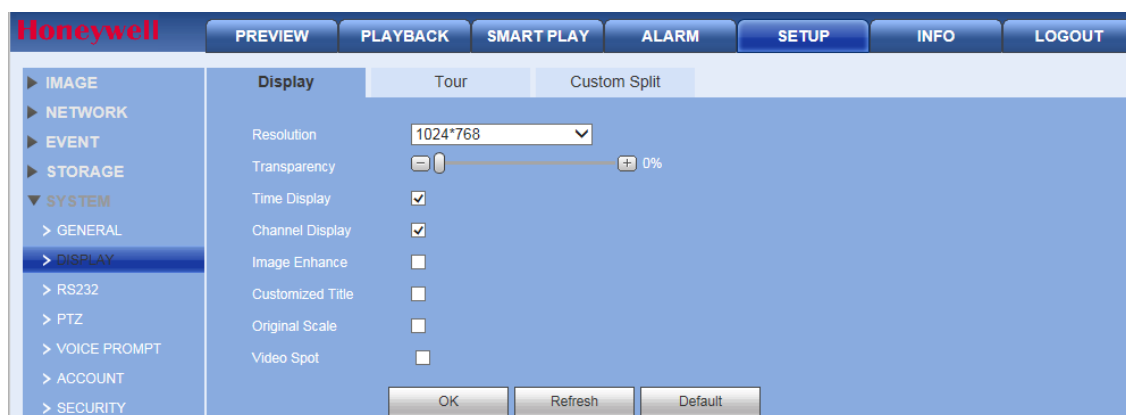 Honeywell
PREVIEW PLAYBACK SMART PLAY ALARM SETUP INFO LOGOUT
IMAGE
NETWORK
EVENT
STORAGE
SYSTEM
GENERAL
DISPLAY
RS232
PTZ
VOICE PROMPT
ACCOUNT
SECURITY
Display Tour Custom Split
Resolution 1024*768
Transparency 0%
Time Display
Channel Display
Image Enhance
Customized Title
Original Scale
Video Spot
OK Refresh Default